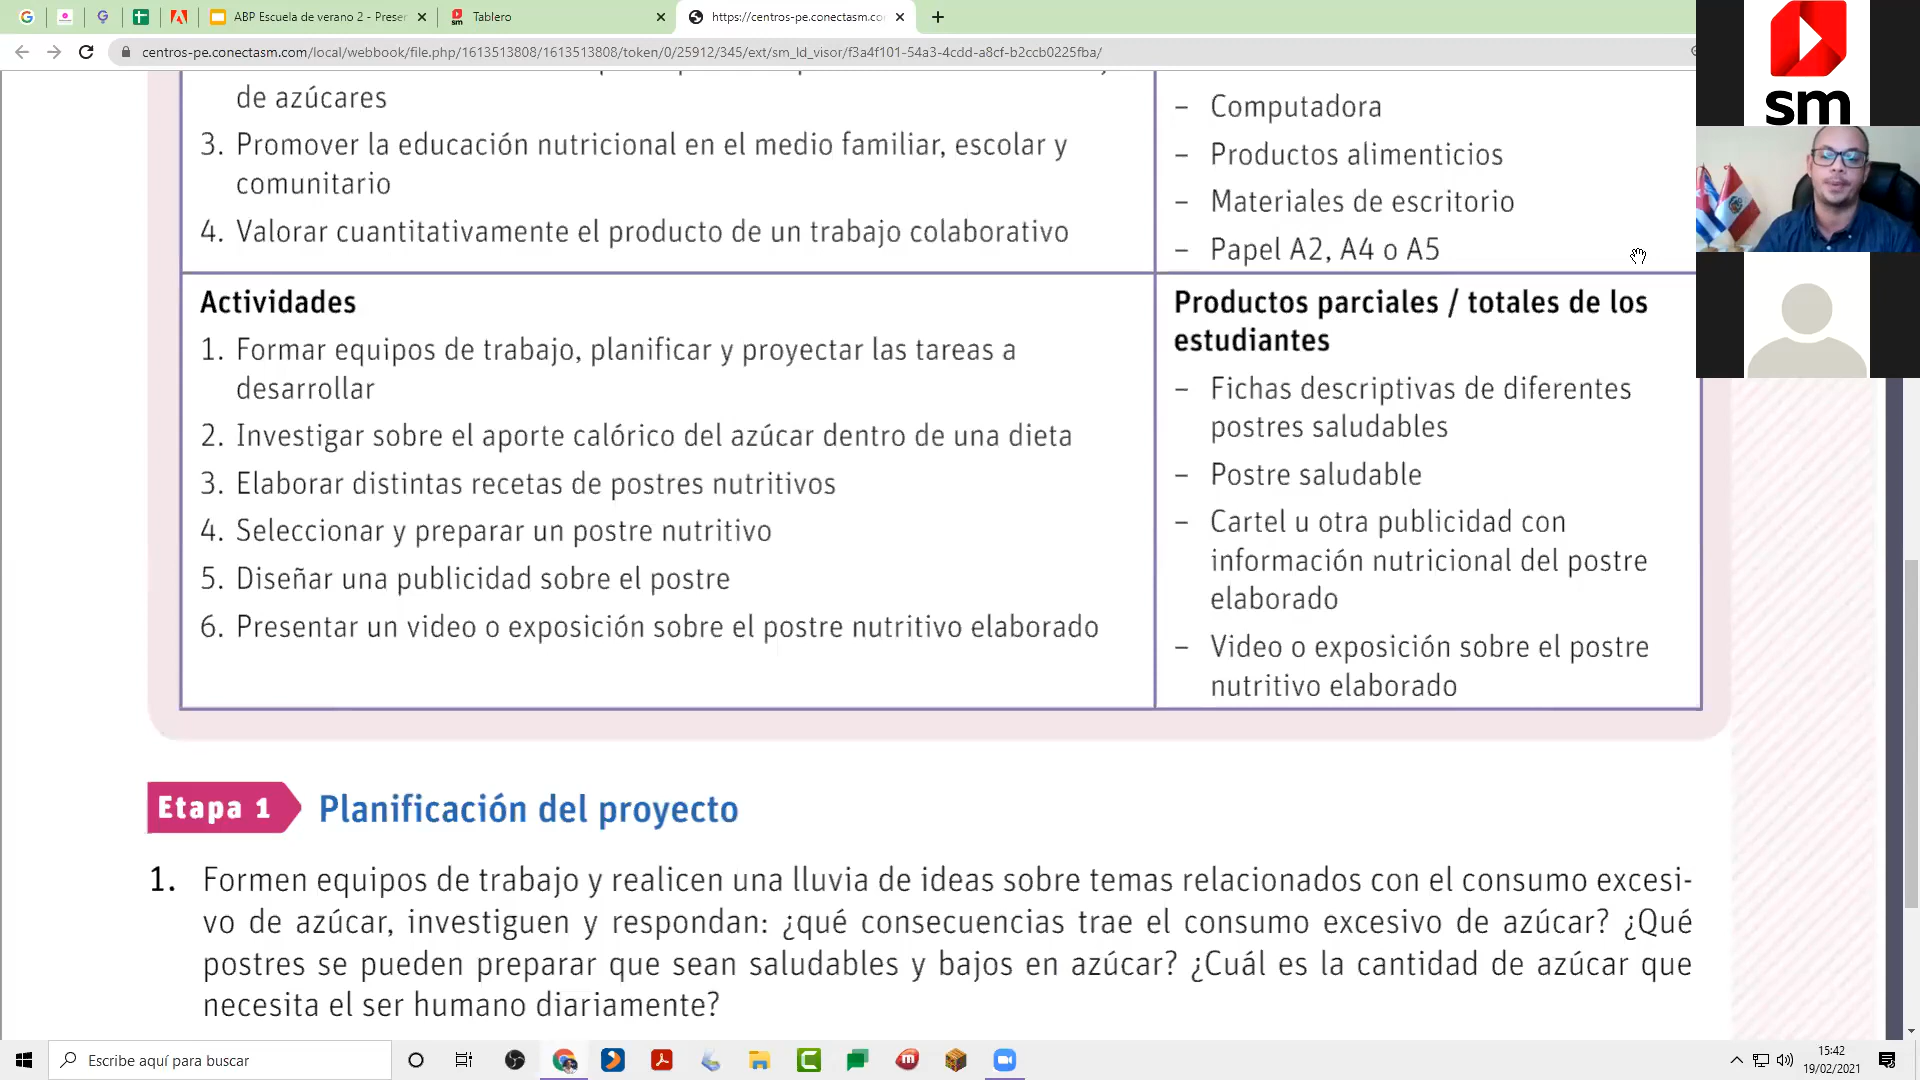 ABP Escuela de verano 2 - Preser
Tablero
https://centros-pe.conectasm.co
centros-pe.conectasm.com/local/webbook/file.php/1613513808/1613513808/token/0/25912/345/ext/sm_ld_visor/f3a4f101-54a3-4cdd-a8cf-b2ccb0225fba/
sm
de azúcares
3. Promover la educación nutricional en el medio familiar, escolar y
comunitario
4. Valorar cuantitativamente el producto de un trabajo colaborativo
– Computadora
– Productos alimenticios
– Materiales de escritorio
– Papel A2, A4 o A5
Actividades
1. Formar equipos de trabajo, planificar y proyectar las tareas a
desarrollar
2. Investigar sobre el aporte calórico del azúcar dentro de una dieta
3. Elaborar distintas recetas de postres nutritivos
4. Seleccionar y preparar un postre nutritivo
5. Diseñar una publicidad sobre el postre
6. Presentar un video o exposición sobre el postre nutritivo elaborado
Productos parciales / totales de los
estudiantes
– Fichas descriptivas de diferentes
postres saludables
– Postre saludable
– Cartel u otra publicidad con
información nutricional del postre
elaborado
– Video o exposición sobre el postre
nutritivo elaborado
Etapa 1 Planificación del proyecto
1. Formen equipos de trabajo y realicen una lluvia de ideas sobre temas relacionados con el consumo excesi-
vo de azúcar, investiguen y respondan: ¿qué consecuencias trae el consumo excesivo de azúcar? ¿Qué
postres se pueden preparar que sean saludables y bajos en azúcar? ¿Cuál es la cantidad de azúcar que
necesita el ser humano diariamente?
Escribe aquí para buscar
15:42
19/02/2021